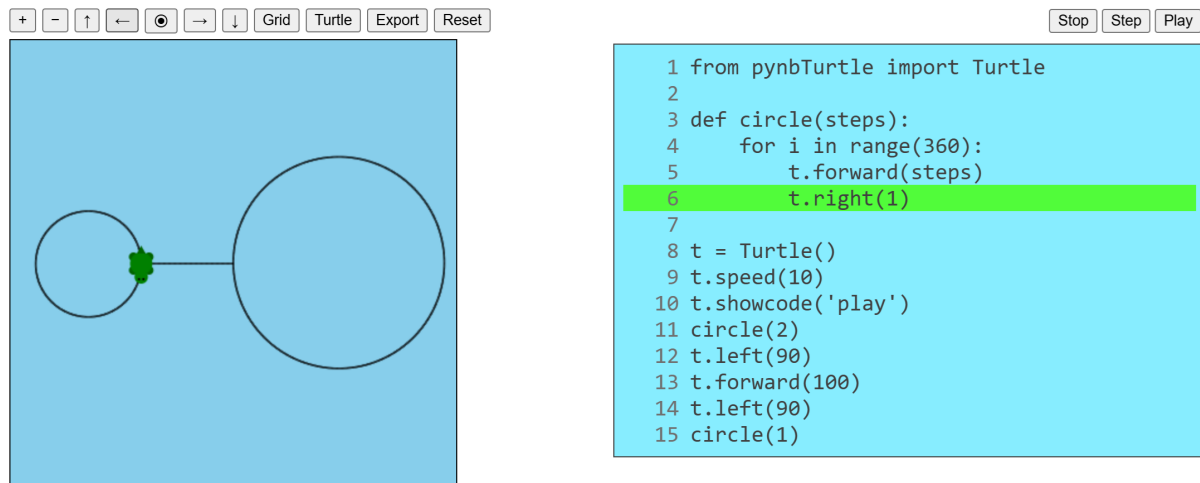 + − ↑ ← → ↓ Grid Turtle Export Reset Stop Step Play
1 from pynbTurtle import Turtle
2
3 def circle(steps):
4     for i in range(360):
5         t.forward(steps)
6         t.right(1)
7
8 t = Turtle()
9 t.speed(10)
10 t.showcode('play')
11 circle(2)
12 t.left(90)
13 t.forward(100)
14 t.left(90)
15 circle(1)